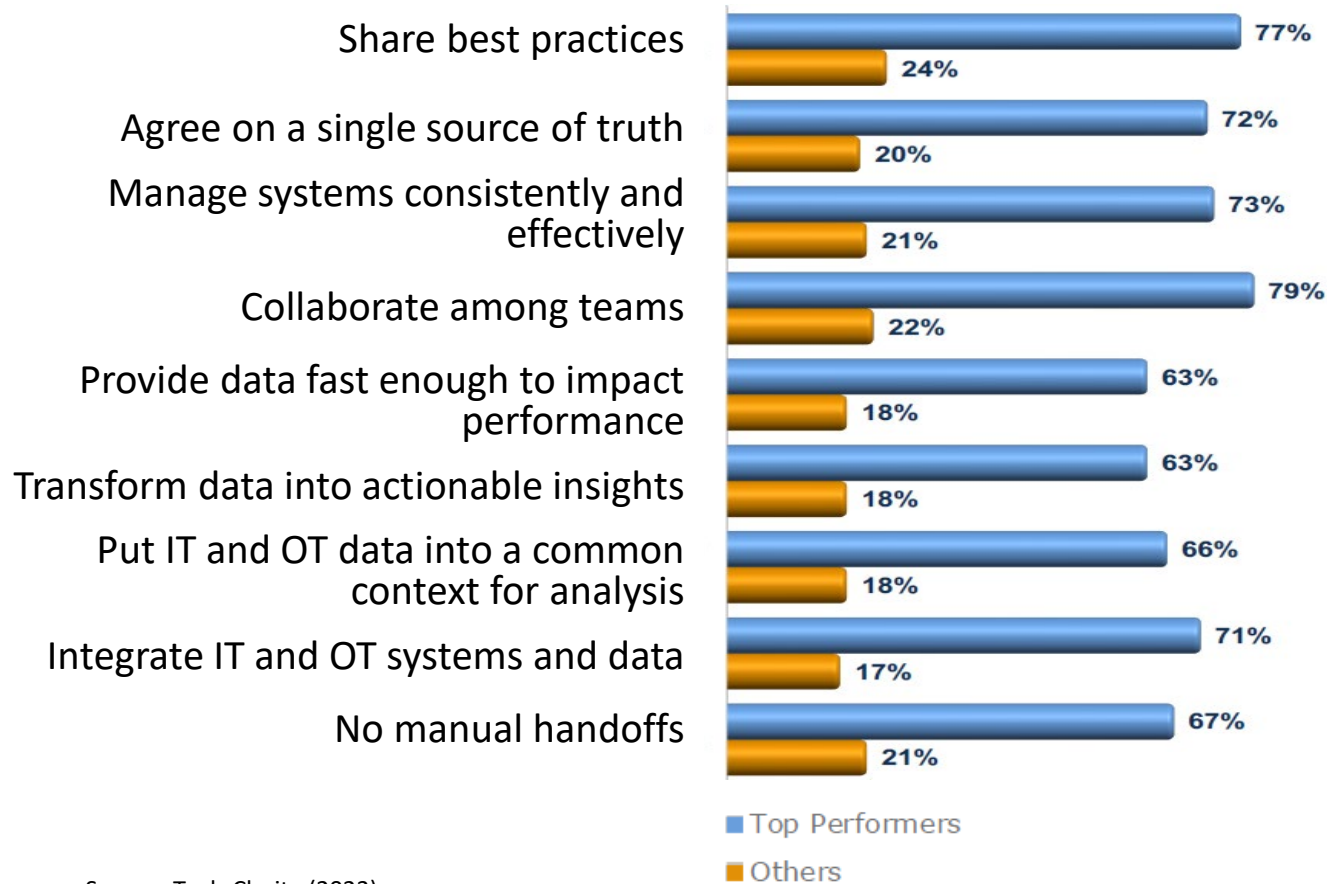 Share best practices
77%
24%
Agree on a single source of truth
72%
20%
Manage systems consistently and
effectively
73%
21%
Collaborate among teams
79%
22%
Provide data fast enough to impact
performance
63%
18%
Transform data into actionable insights
63%
18%
Put IT and OT data into a common
context for analysis
66%
18%
Integrate IT and OT systems and data
71%
17%
No manual handoffs
67%
21%
Top Performers
Others